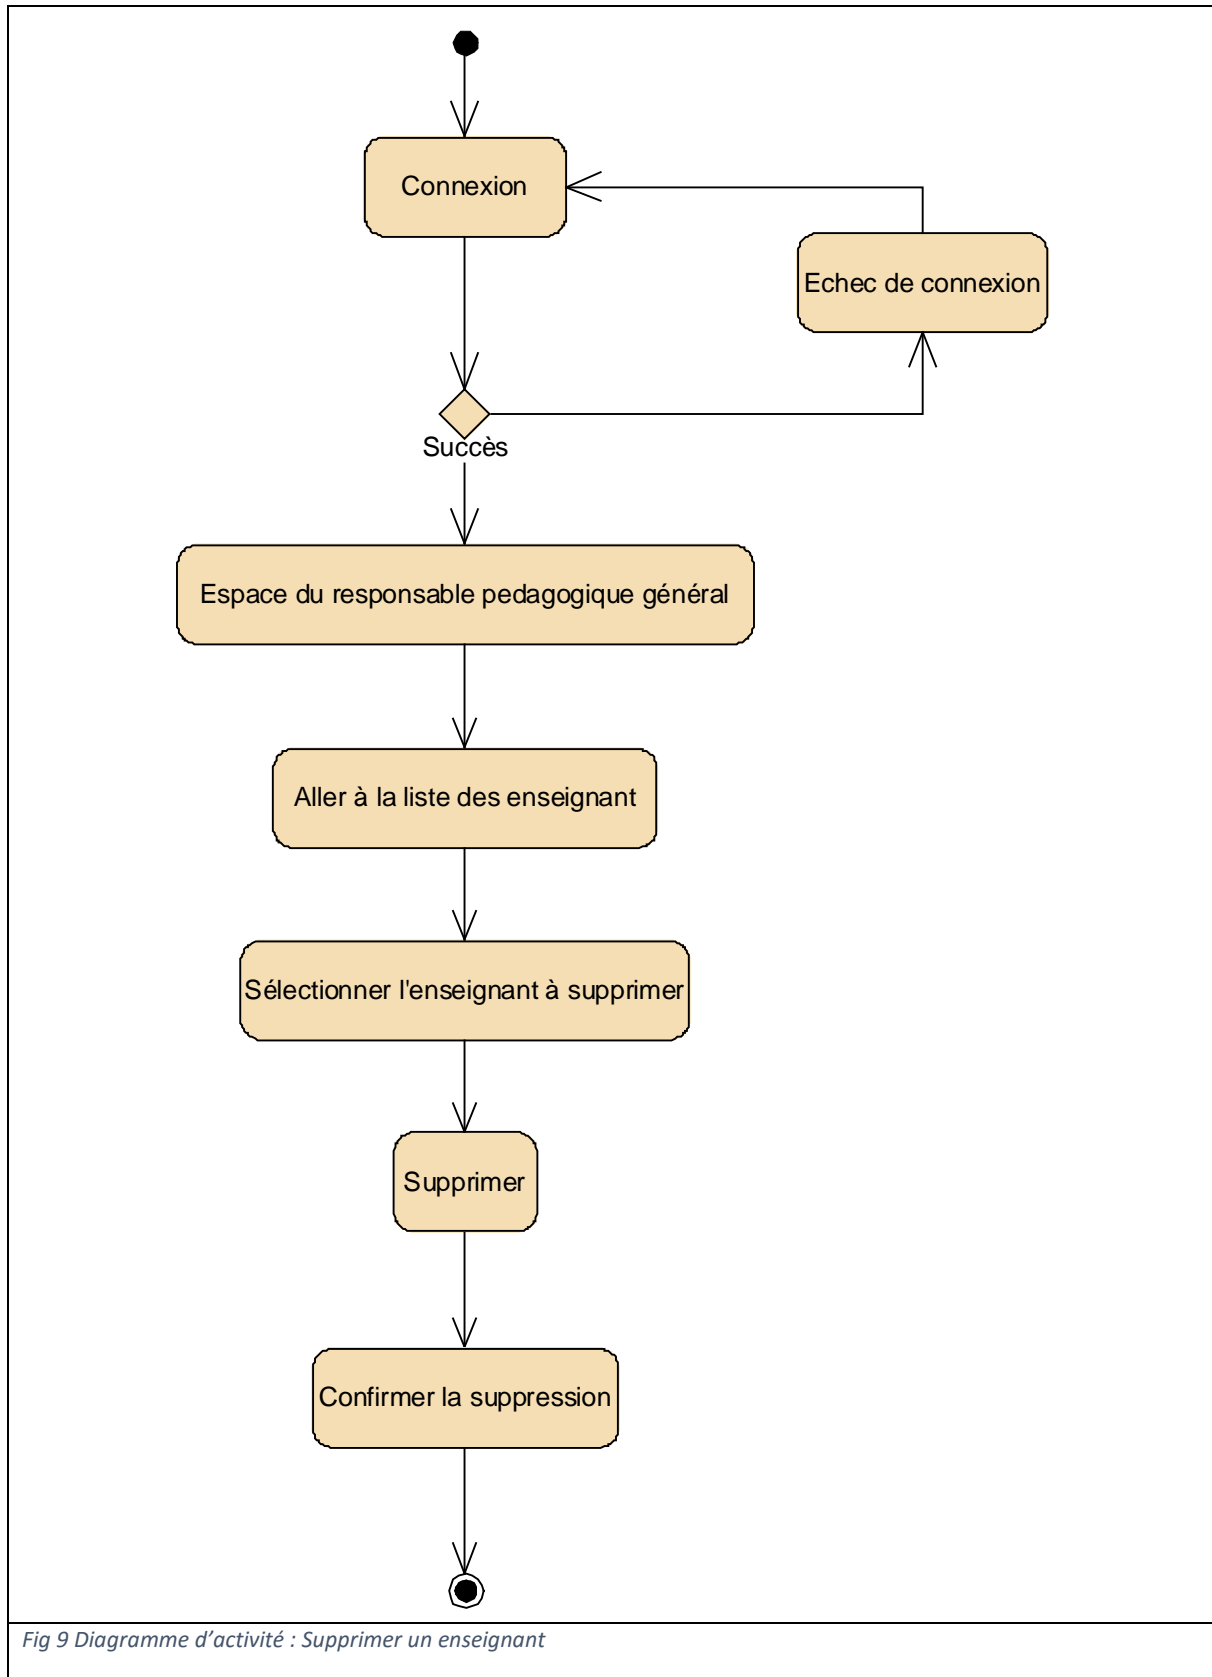 Connexion
Echec de connexion
Succès
Espace du responsable pedagogique général
Aller à la liste des enseignant
Sélectionner l'enseignant à supprimer
Supprimer
Confirmer la suppression
Fig 9 Diagramme d’activité : Supprimer un enseignant